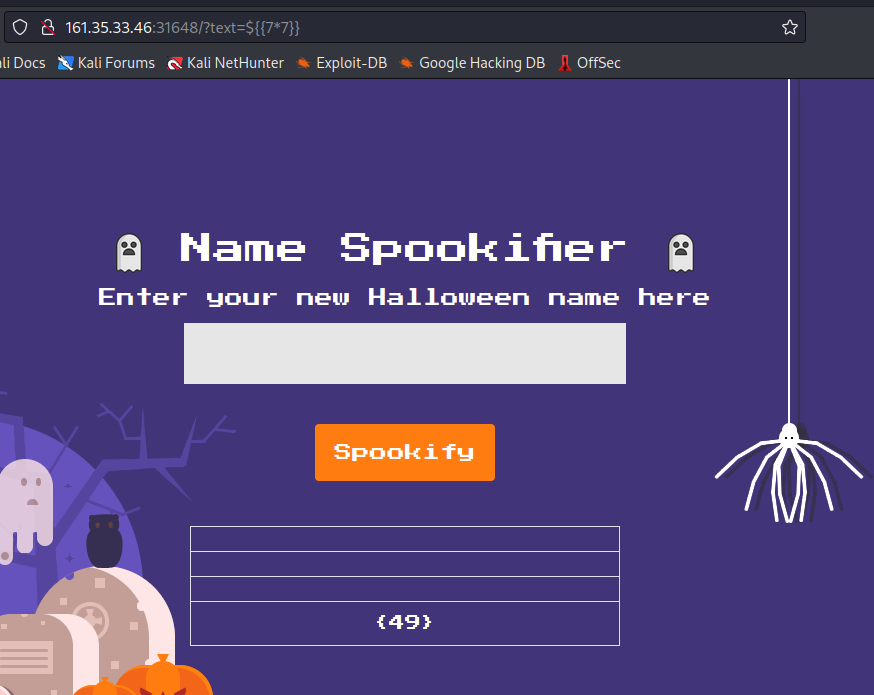 161.35.33.46:31648/?text=${{7*7}}
ali Docs Kali Forums Kali NetHunter Exploit-DB Google Hacking DB OffSec
Name Spookifier
Enter your new Halloween name here
Spookify
{49}